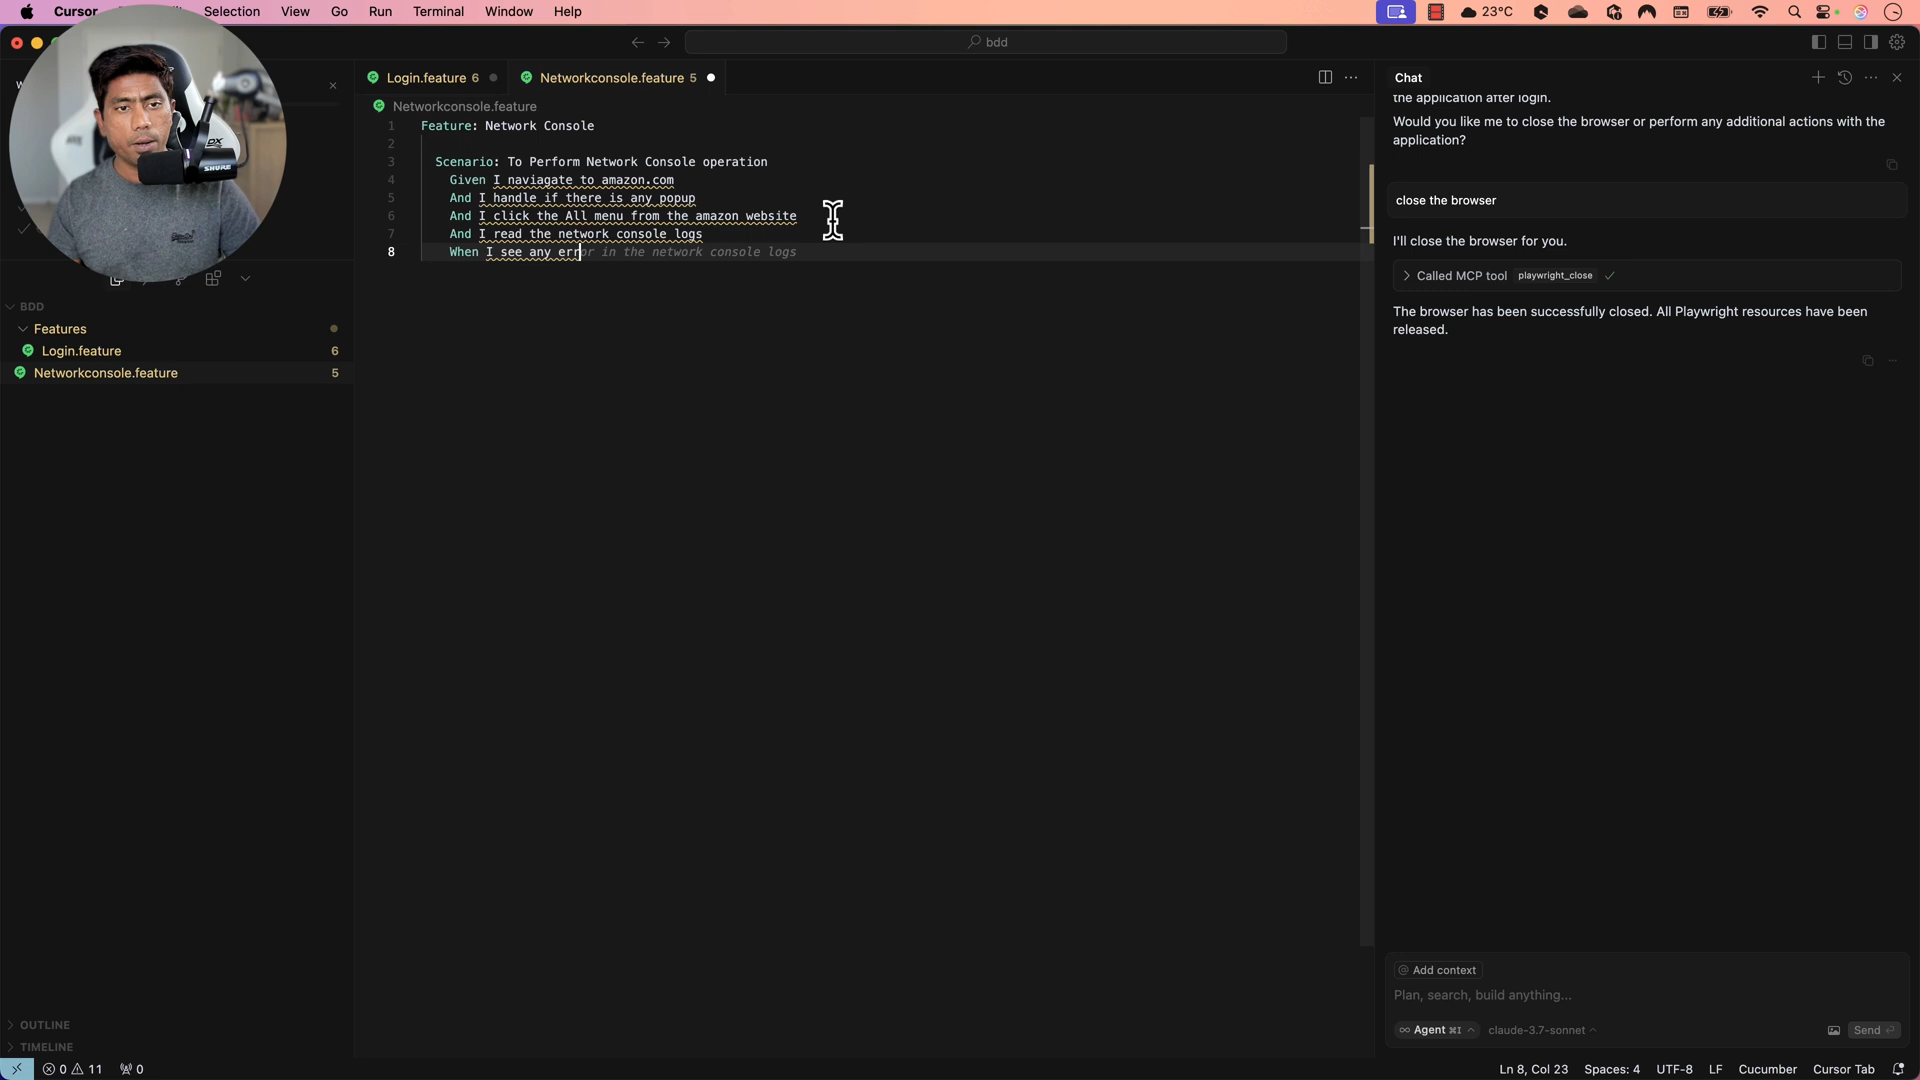 Cursor
Selection
View
Go
Run
Terminal
Window
Help
23°C
bdd
Login.feature 6
Networkconsole.feature 5
Networkconsole.feature
1 Feature: Network Console
2
3 Scenario: To Perform Network Console operation
4 Given I naviagate to amazon.com
5 And I handle if there is any popup
6 And I click the All menu from the amazon website
7 And I read the network console logs
8 When I see any error in the network console logs
BDD
Features
Login.feature 6
Networkconsole.feature 5
OUTLINE
TIMELINE
SHURE
Chat
the application after login.
Would you like me to close the browser or perform any additional actions with the
application?
close the browser
I'll close the browser for you.
Called MCP tool playwright_close
The browser has been successfully closed. All Playwright resources have been
released.
@ Add context
Plan, search, build anything...
∞ Agent ⌘I
claude-3.7-sonnet
Send
0 11 0
Ln 8, Col 23
Spaces: 4
UTF-8
LF
Cucumber
Cursor Tab